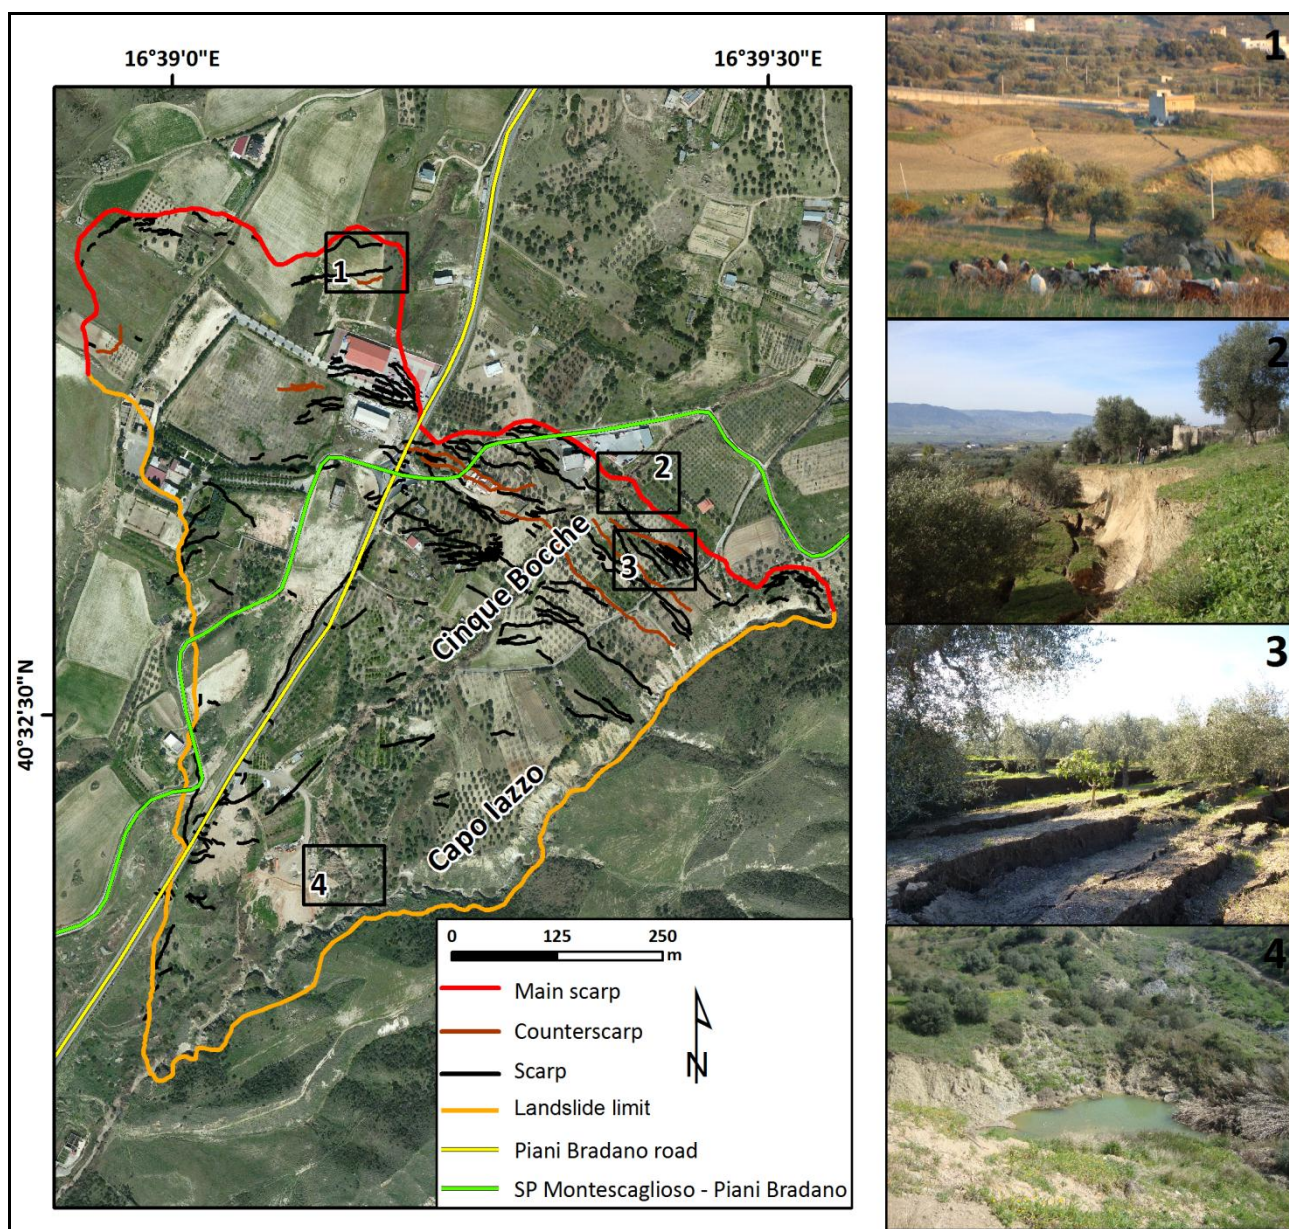 16°39'0"E
16°39'30"E
40°32'30"N
1
2
3
4
Cinque Bocche
Capo Iazzo
0 125 250
m
Main scarp
Counterscarp
Scarp
Landslide limit
Piani Bradano road
SP Montescaglioso - Piani Bradano
N
1
2
3
4